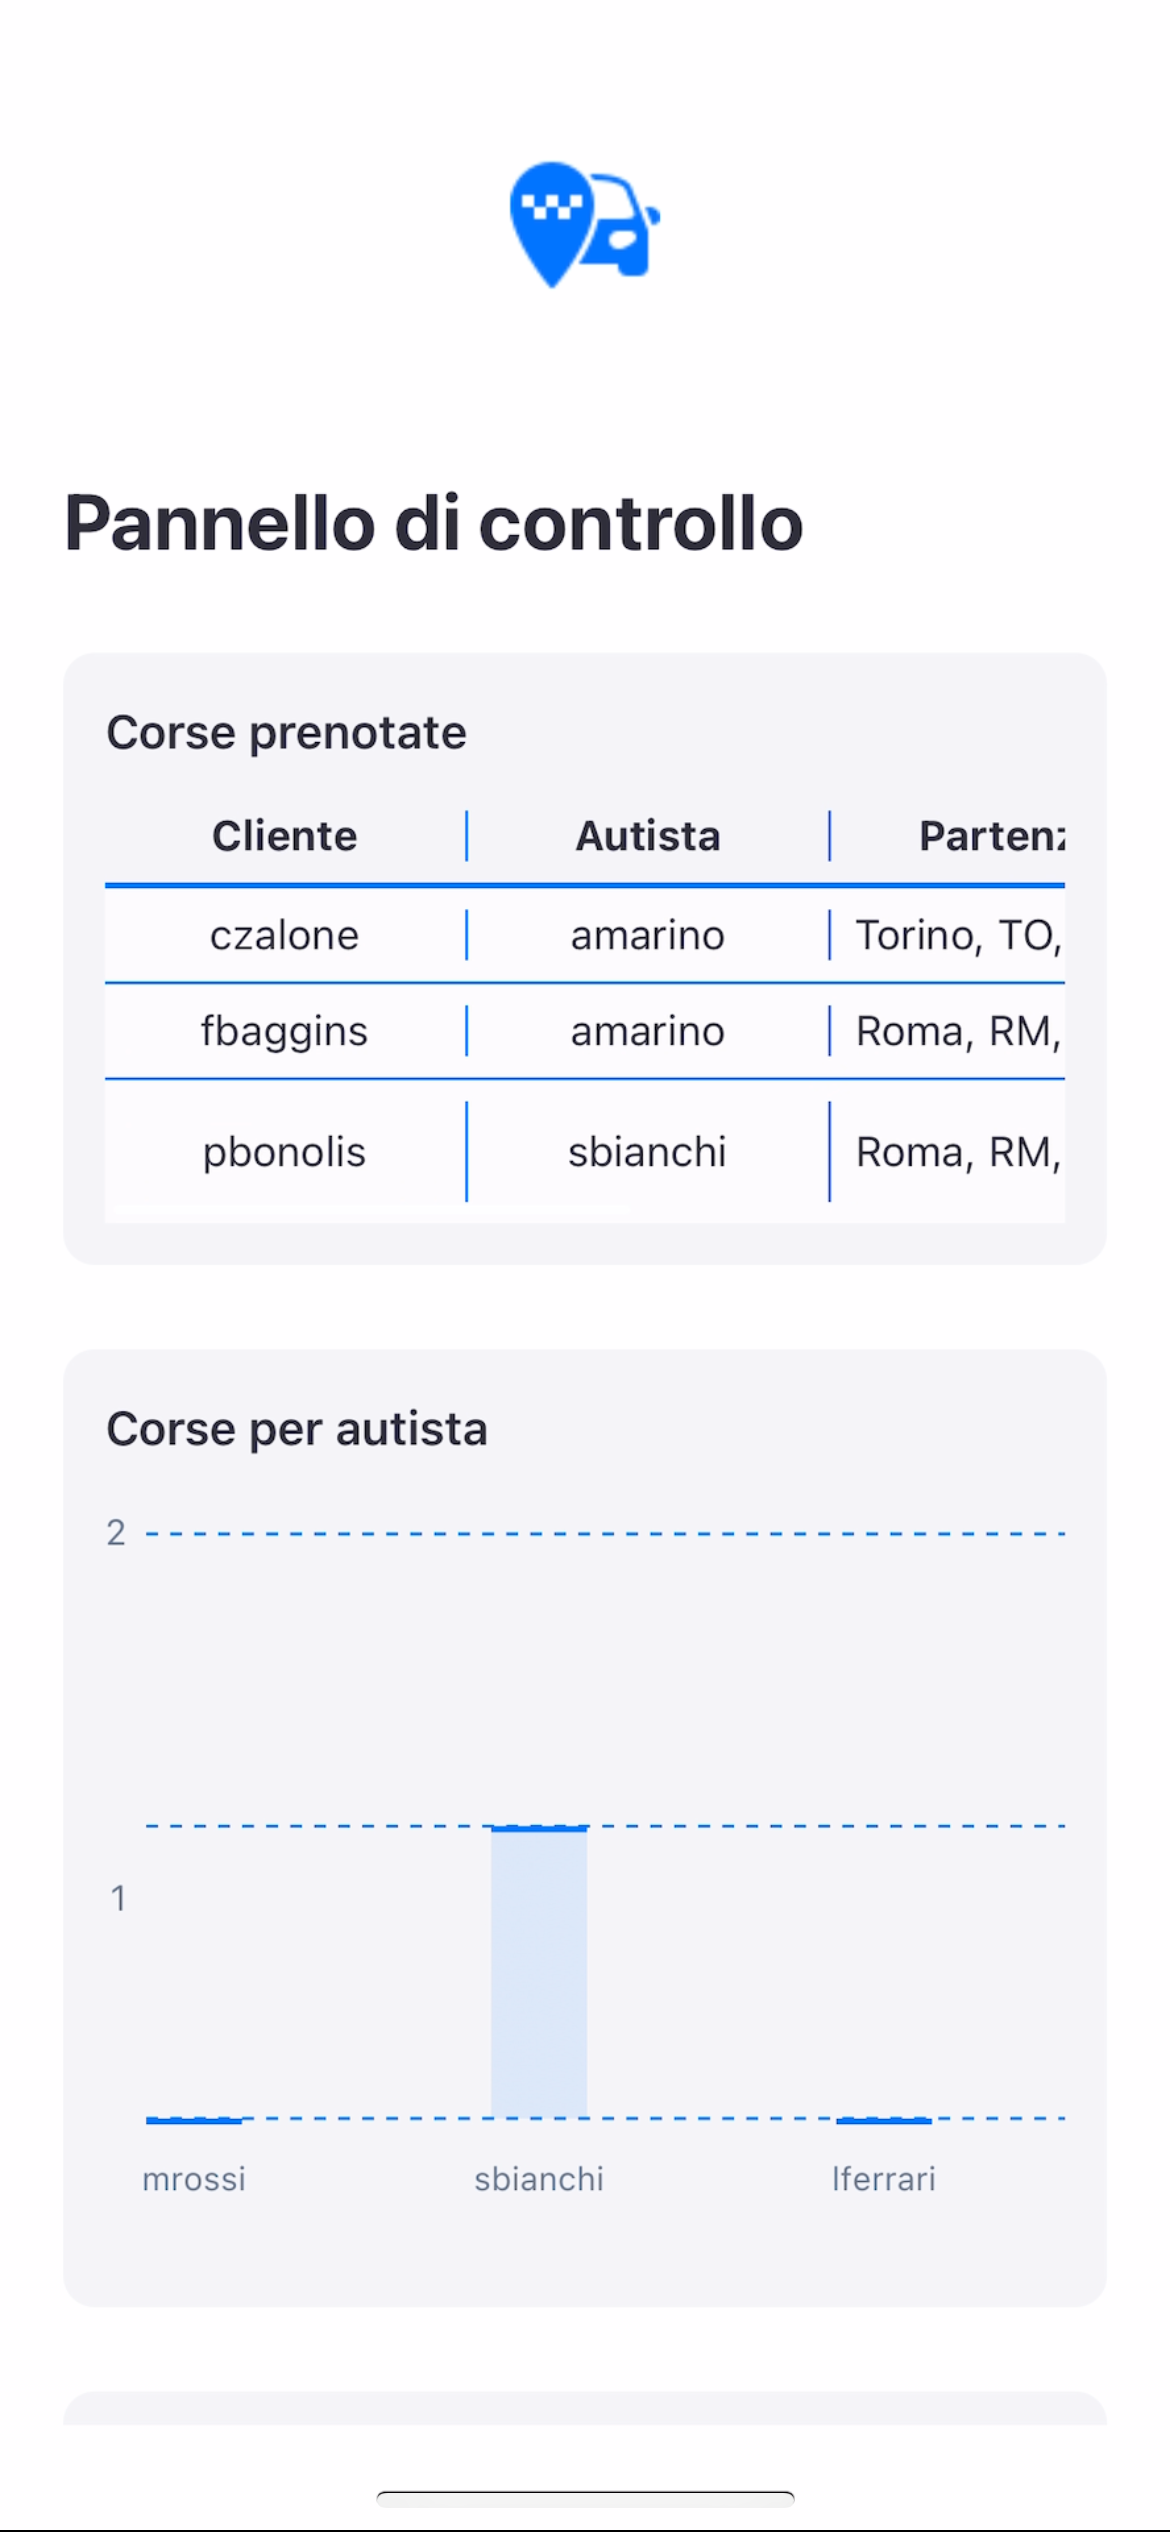 Pannello di controllo
Corse prenotate
Cliente Autista Partenz
czalone amarino Torino, TO,
fbaggins amarino Roma, RM,
pbonolis sbianchi Roma, RM,
Corse per autista
2
1
mrossi sbianchi lferrari